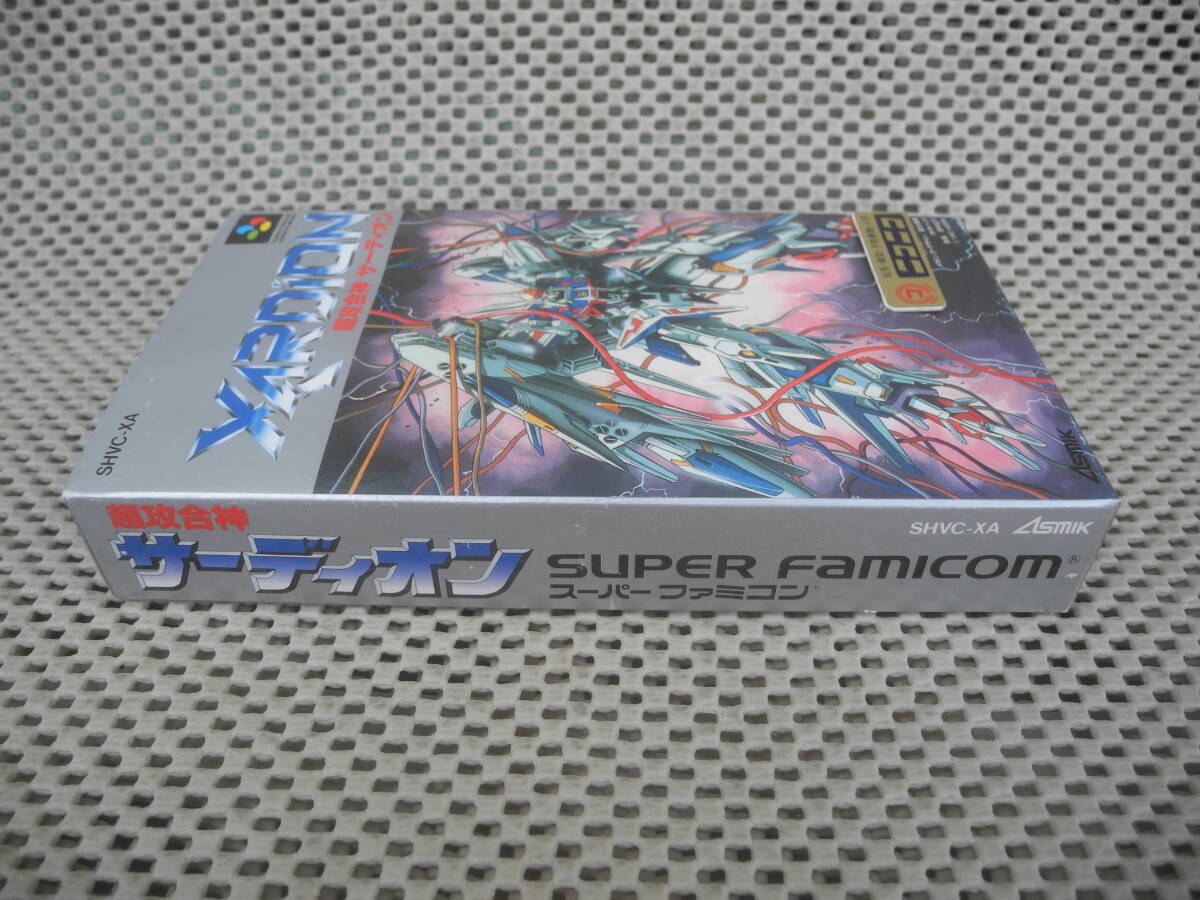 XARDION
超攻合神 サーディオン
SHVC-XA
ASMIK
超攻合神
サーディオン
SUPER FAMICOM®
スーパーファミコン
SHVC-XA ASMIK